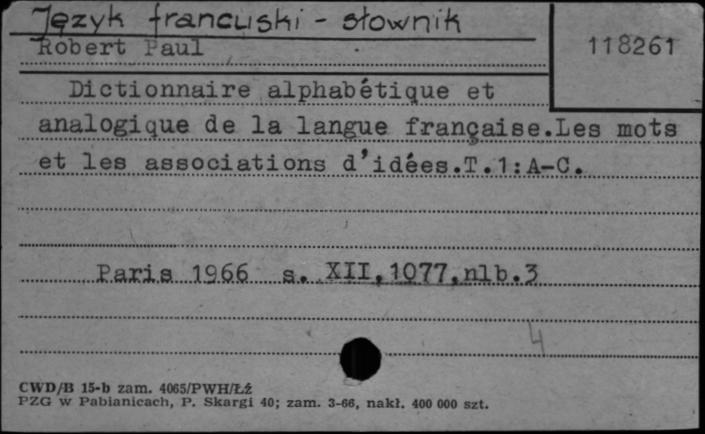 Język francuski - słownik
Robert Paul
118261
Dictionnaire alphabétique et
analogique de la langue française.Les mots
et les associations d'idées.T.1:A-C.
Paris 1966 s. XII,1077,nlb.3
4
CWD/B 15-b zam. 4065/PWH/Łź
PZG w Pabianicach, P. Skargi 40; zam. 3-66, nakł. 400 000 szt.